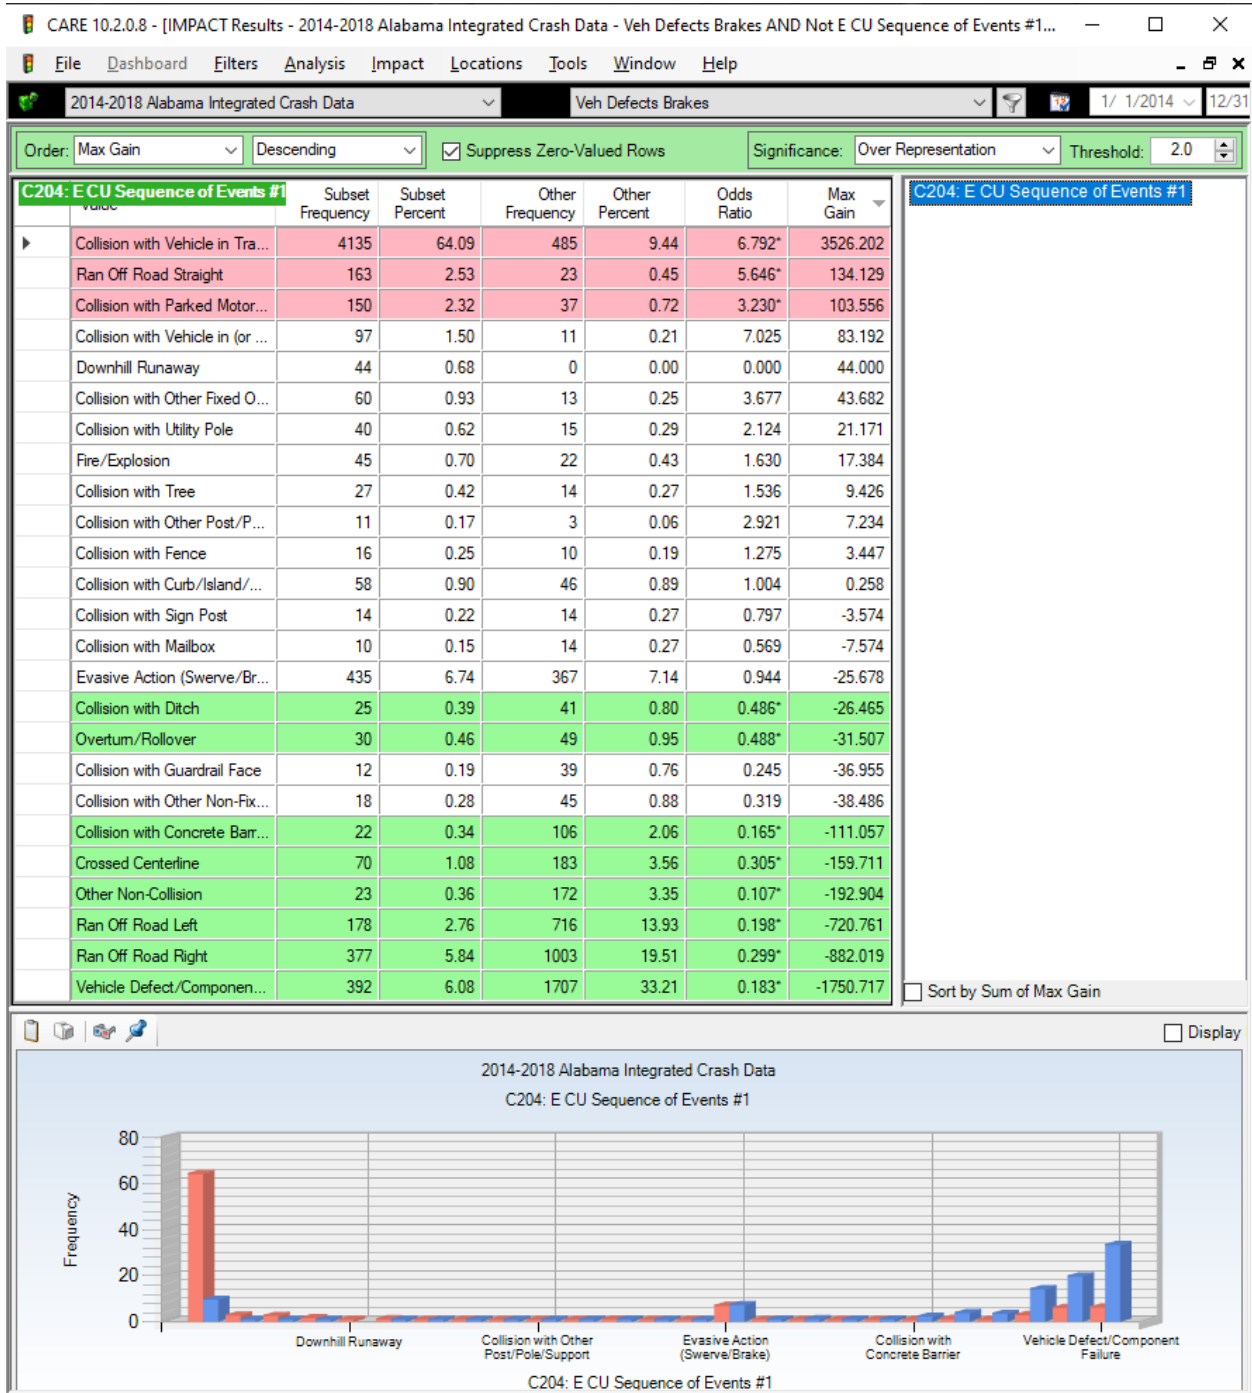 CARE 10.2.0.8 - [IMPACT Results - 2014-2018 Alabama Integrated Crash Data - Veh Defects Brakes AND Not E CU Sequence of Events #1...
File Dashboard Filters Analysis Impact Locations Tools Window Help
2014-2018 Alabama Integrated Crash Data Veh Defects Brakes 1/ 1/2014 12/31
Order: Max Gain Descending Suppress Zero-Valued Rows Significance: Over Representation Threshold: 2.0
C204: E CU Sequence of Events #1 Subset Frequency Subset Percent Other Frequency Other Percent Odds Ratio Max Gain C204: E CU Sequence of Events #1
Collision with Vehicle in Tra... 4135 64.09 485 9.44 6.792* 3526.202
Ran Off Road Straight 163 2.53 23 0.45 5.646* 134.129
Collision with Parked Motor... 150 2.32 37 0.72 3.230* 103.556
Collision with Vehicle in (or ... 97 1.50 11 0.21 7.025 83.192
Downhill Runaway 44 0.68 0 0.00 0.000 44.000
Collision with Other Fixed O... 60 0.93 13 0.25 3.677 43.682
Collision with Utility Pole 40 0.62 15 0.29 2.124 21.171
Fire/Explosion 45 0.70 22 0.43 1.630 17.384
Collision with Tree 27 0.42 14 0.27 1.536 9.426
Collision with Other Post/P... 11 0.17 3 0.06 2.921 7.234
Collision with Fence 16 0.25 10 0.19 1.275 3.447
Collision with Curb/Island/... 58 0.90 46 0.89 1.004 0.258
Collision with Sign Post 14 0.22 14 0.27 0.797 -3.574
Collision with Mailbox 10 0.15 14 0.27 0.569 -7.574
Evasive Action (Swerve/Br... 435 6.74 367 7.14 0.944 -25.678
Collision with Ditch 25 0.39 41 0.80 0.486* -26.465
Overturn/Rollover 30 0.46 49 0.95 0.488* -31.507
Collision with Guardrail Face 12 0.19 39 0.76 0.245 -36.955
Collision with Other Non-Fix... 18 0.28 45 0.88 0.319 -38.486
Collision with Concrete Barr... 22 0.34 106 2.06 0.165* -111.057
Crossed Centerline 70 1.08 183 3.56 0.305* -159.711
Other Non-Collision 23 0.36 172 3.35 0.107* -192.904
Ran Off Road Left 178 2.76 716 13.93 0.198* -720.761
Ran Off Road Right 377 5.84 1003 19.51 0.299* -882.019
Vehicle Defect/Componen... 392 6.08 1707 33.21 0.183* -1750.717
Sort by Sum of Max Gain
Display
2014-2018 Alabama Integrated Crash Data
C204: E CU Sequence of Events #1
Frequency
80
60
40
20
0
Downhill Runaway
Collision with Other
Post/Pole/Support
Evasive Action
(Swerve/Brake)
Collision with
Concrete Barrier
Vehicle Defect/Component
Failure
C204: E CU Sequence of Events #1